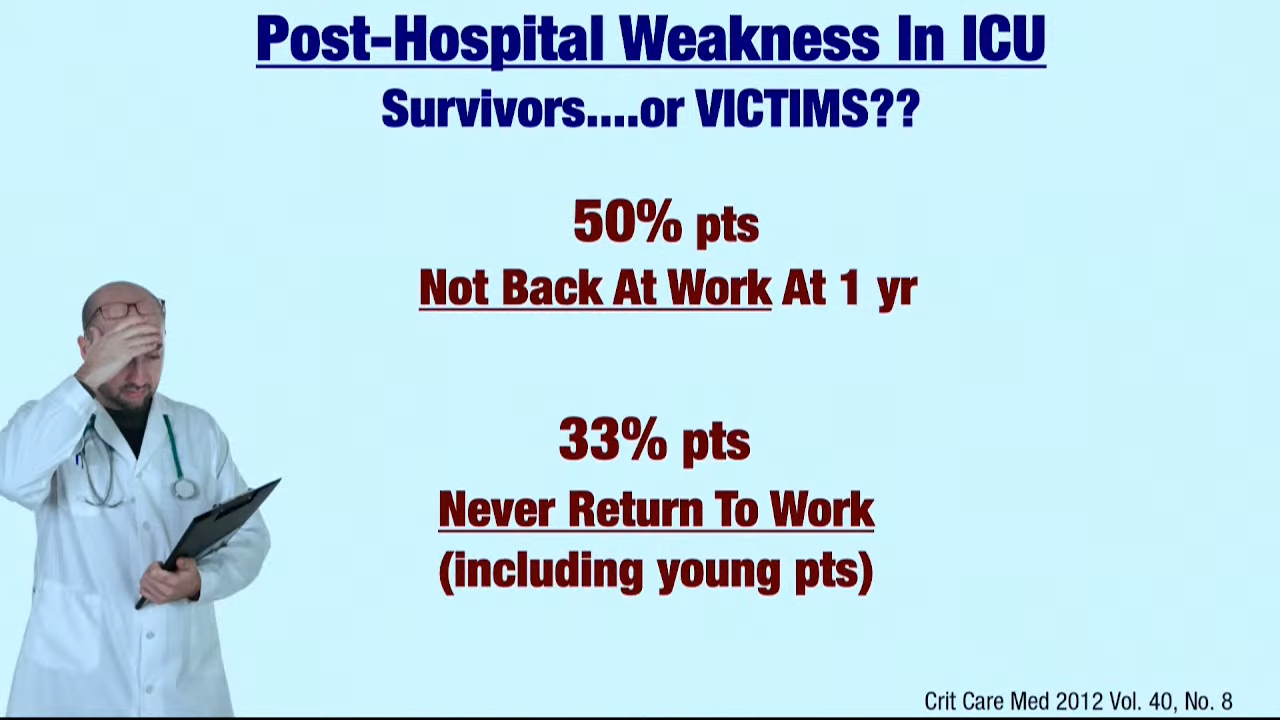 Post-Hospital Weakness In ICU
Survivors....or VICTIMS??
50% pts
Not Back At Work At 1 yr
33% pts
Never Return To Work
(including young pts)
Crit Care Med 2012 Vol. 40, No. 8